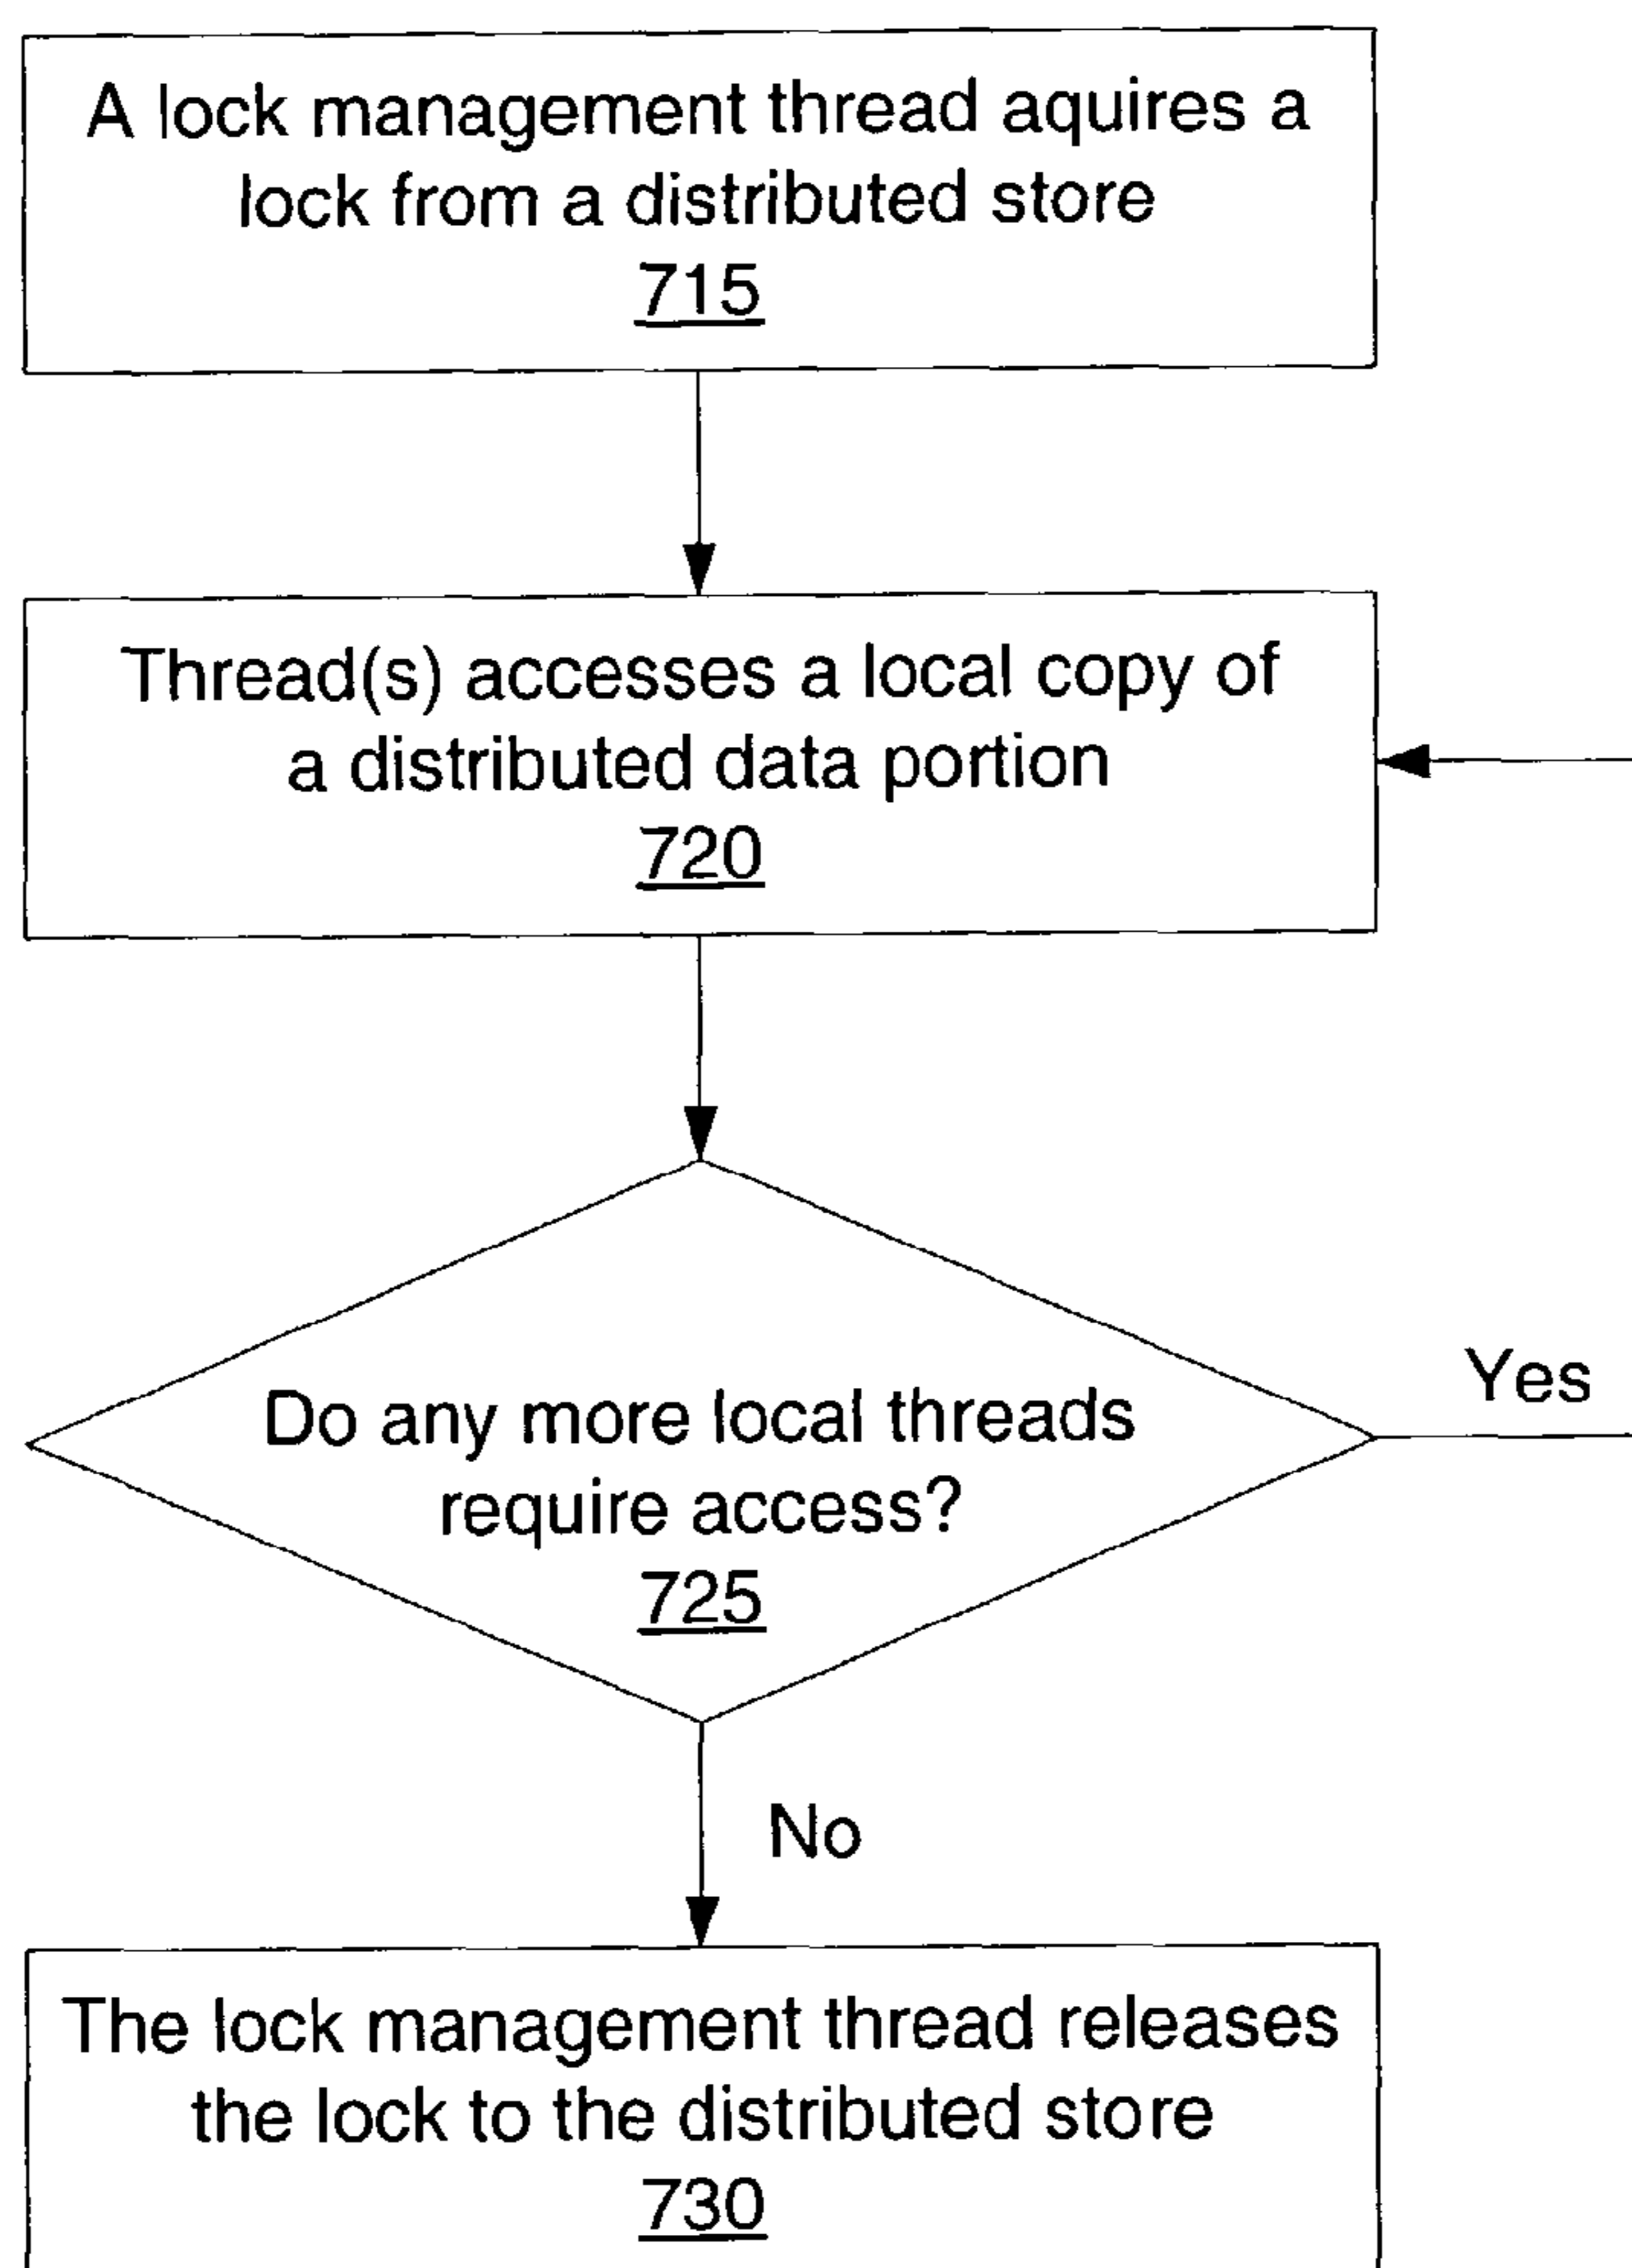 A lock management thread aquires a
lock from a distributed store
715
Thread(s) accesses a local copy of
a distributed data portion
720
Do any more local threads
require access?
725
Yes
No
The lock management thread releases
the lock to the distributed store
730